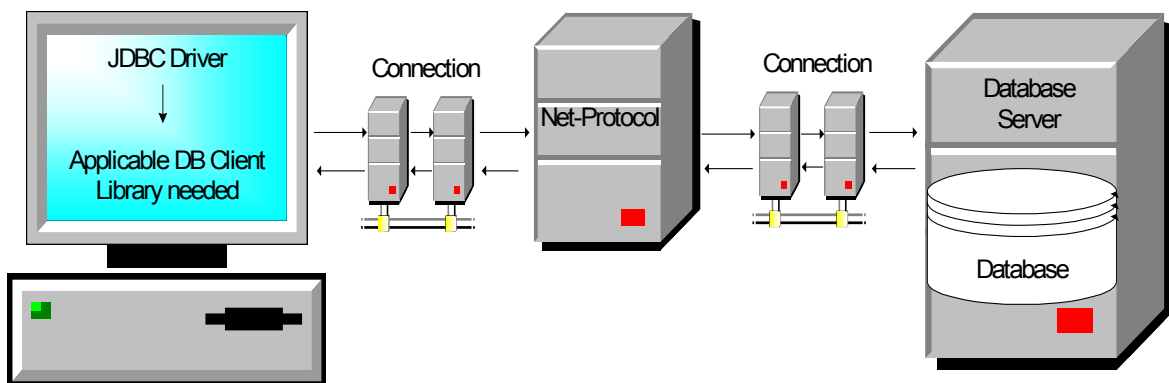 JDBC Driver
Applicable DB Client
Library needed
Connection
Net-Protocol
Connection
Database
Server
Database